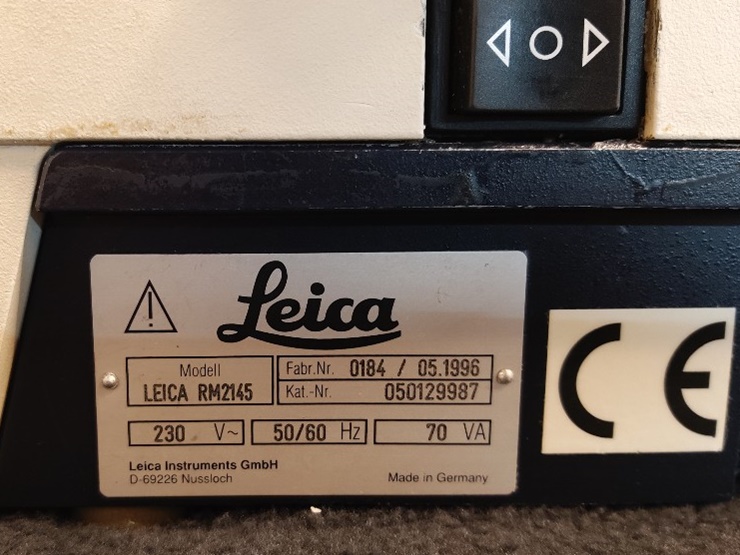 Leica
Modell
LEICA RM2145
Fabr.Nr. 0184 / 05.1996
Kat.-Nr. 050129987
230 V~
50/60 Hz
70 VA
Leica Instruments GmbH
D-69226 Nussloch
Made in Germany
CE